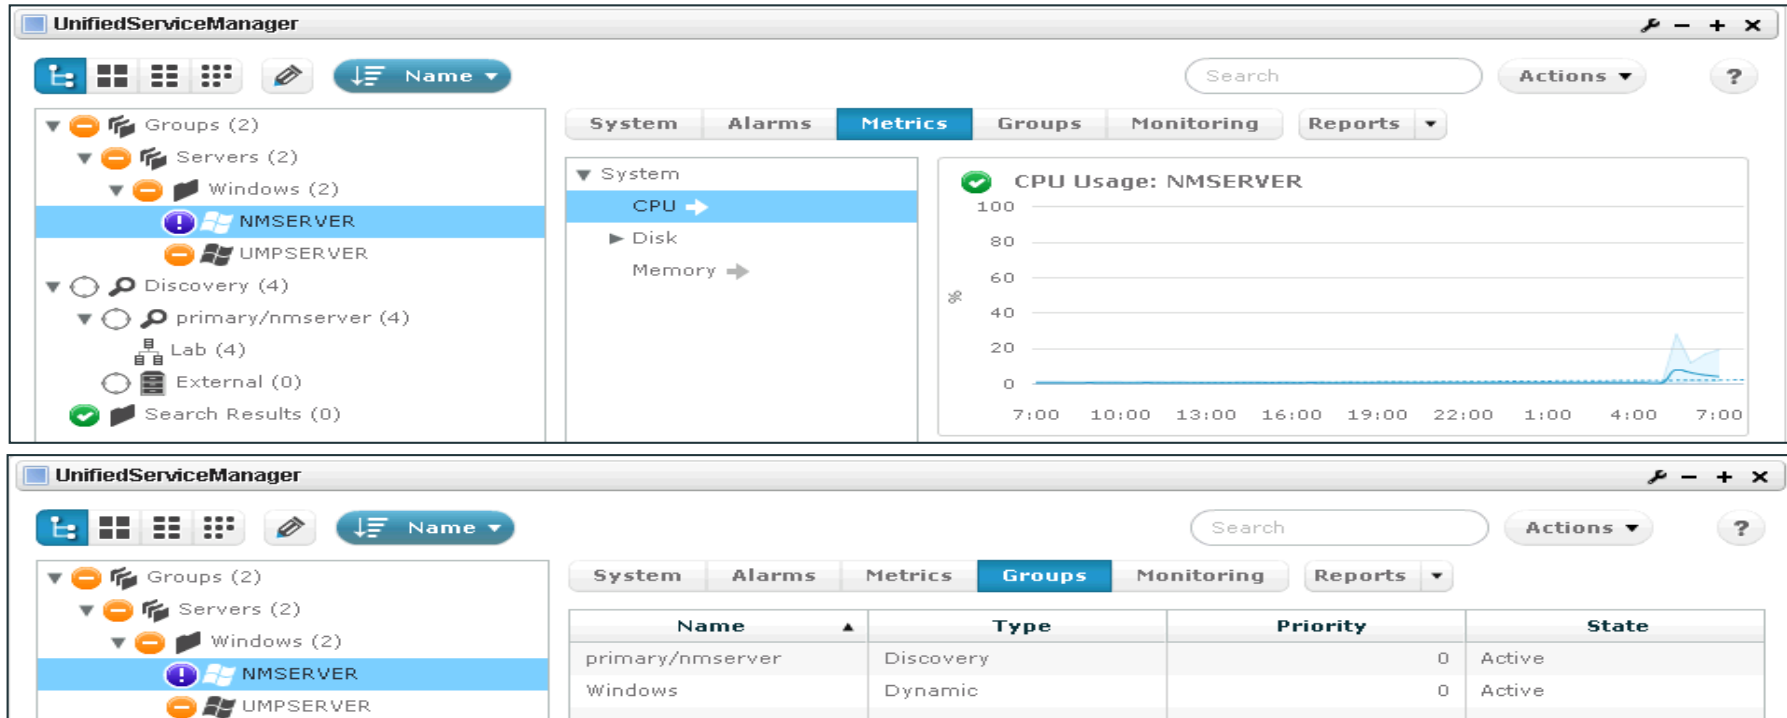 UnifiedServiceManager
Name
Search
Actions
?
Groups (2)
Servers (2)
Windows (2)
NMSERVER
UMPSERVER
Discovery (4)
primary/nmserver (4)
Lab (4)
External (0)
Search Results (0)
System Alarms Metrics Groups Monitoring Reports
System
CPU
Disk
Memory
CPU Usage: NMSERVER
100
80
60
40
20
0
%
7:00 10:00 13:00 16:00 19:00 22:00 1:00 4:00 7:00
UnifiedServiceManager
Name
Search
Actions
?
Groups (2)
Servers (2)
Windows (2)
NMSERVER
UMPSERVER
System Alarms Metrics Groups Monitoring Reports
Name Type Priority State
primary/nmserver Discovery 0 Active
Windows Dynamic 0 Active